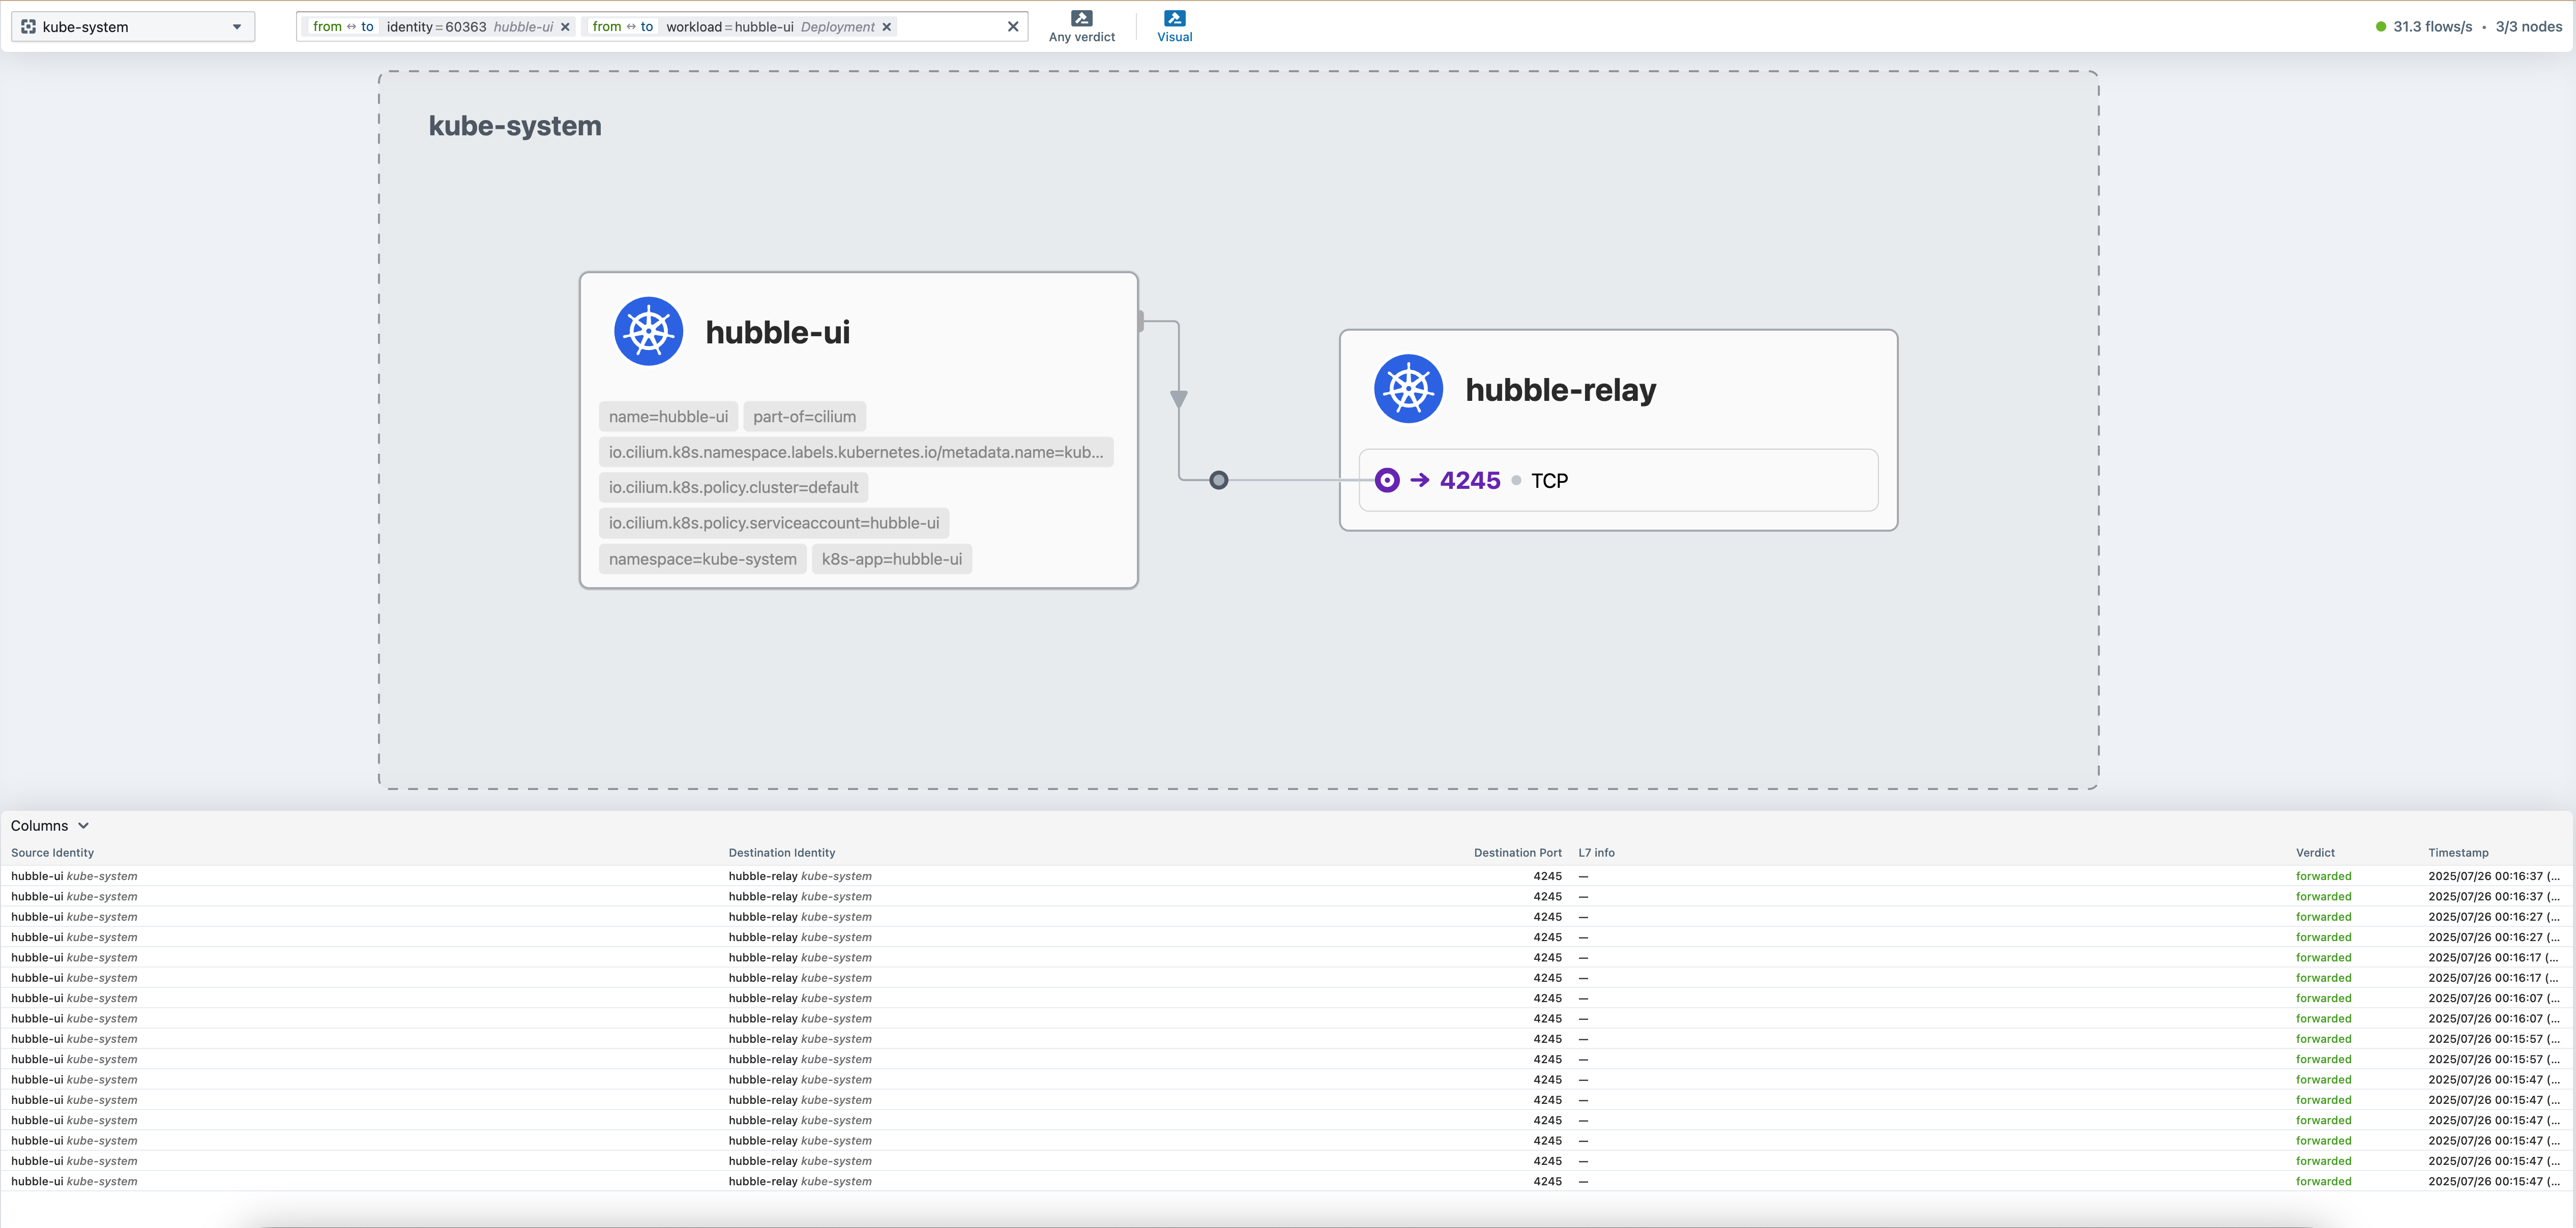 kube-system from ↔ to identity=60363 hubble-ui from ↔ to workload=hubble-ui Deployment Any verdict Visual 31.3 flows/s • 3/3 nodes
kube-system
hubble-ui
name=hubble-ui part-of=cilium
io.cilium.k8s.namespace.labels.kubernetes.io/metadata.name=kub...
io.cilium.k8s.policy.cluster=default
io.cilium.k8s.policy.serviceaccount=hubble-ui
namespace=kube-system k8s-app=hubble-ui
hubble-relay
→ 4245 • TCP
Columns
Source Identity Destination Identity Destination Port L7 info Verdict Timestamp
hubble-ui kube-system hubble-relay kube-system 4245 — forwarded 2025/07/26 00:16:37 (...
hubble-ui kube-system hubble-relay kube-system 4245 — forwarded 2025/07/26 00:16:37 (...
hubble-ui kube-system hubble-relay kube-system 4245 — forwarded 2025/07/26 00:16:27 (...
hubble-ui kube-system hubble-relay kube-system 4245 — forwarded 2025/07/26 00:16:27 (...
hubble-ui kube-system hubble-relay kube-system 4245 — forwarded 2025/07/26 00:16:17 (...
hubble-ui kube-system hubble-relay kube-system 4245 — forwarded 2025/07/26 00:16:17 (...
hubble-ui kube-system hubble-relay kube-system 4245 — forwarded 2025/07/26 00:16:07 (...
hubble-ui kube-system hubble-relay kube-system 4245 — forwarded 2025/07/26 00:16:07 (...
hubble-ui kube-system hubble-relay kube-system 4245 — forwarded 2025/07/26 00:15:57 (...
hubble-ui kube-system hubble-relay kube-system 4245 — forwarded 2025/07/26 00:15:57 (...
hubble-ui kube-system hubble-relay kube-system 4245 — forwarded 2025/07/26 00:15:47 (...
hubble-ui kube-system hubble-relay kube-system 4245 — forwarded 2025/07/26 00:15:47 (...
hubble-ui kube-system hubble-relay kube-system 4245 — forwarded 2025/07/26 00:15:47 (...
hubble-ui kube-system hubble-relay kube-system 4245 — forwarded 2025/07/26 00:15:47 (...
hubble-ui kube-system hubble-relay kube-system 4245 — forwarded 2025/07/26 00:15:47 (...
hubble-ui kube-system hubble-relay kube-system 4245 — forwarded 2025/07/26 00:15:47 (...